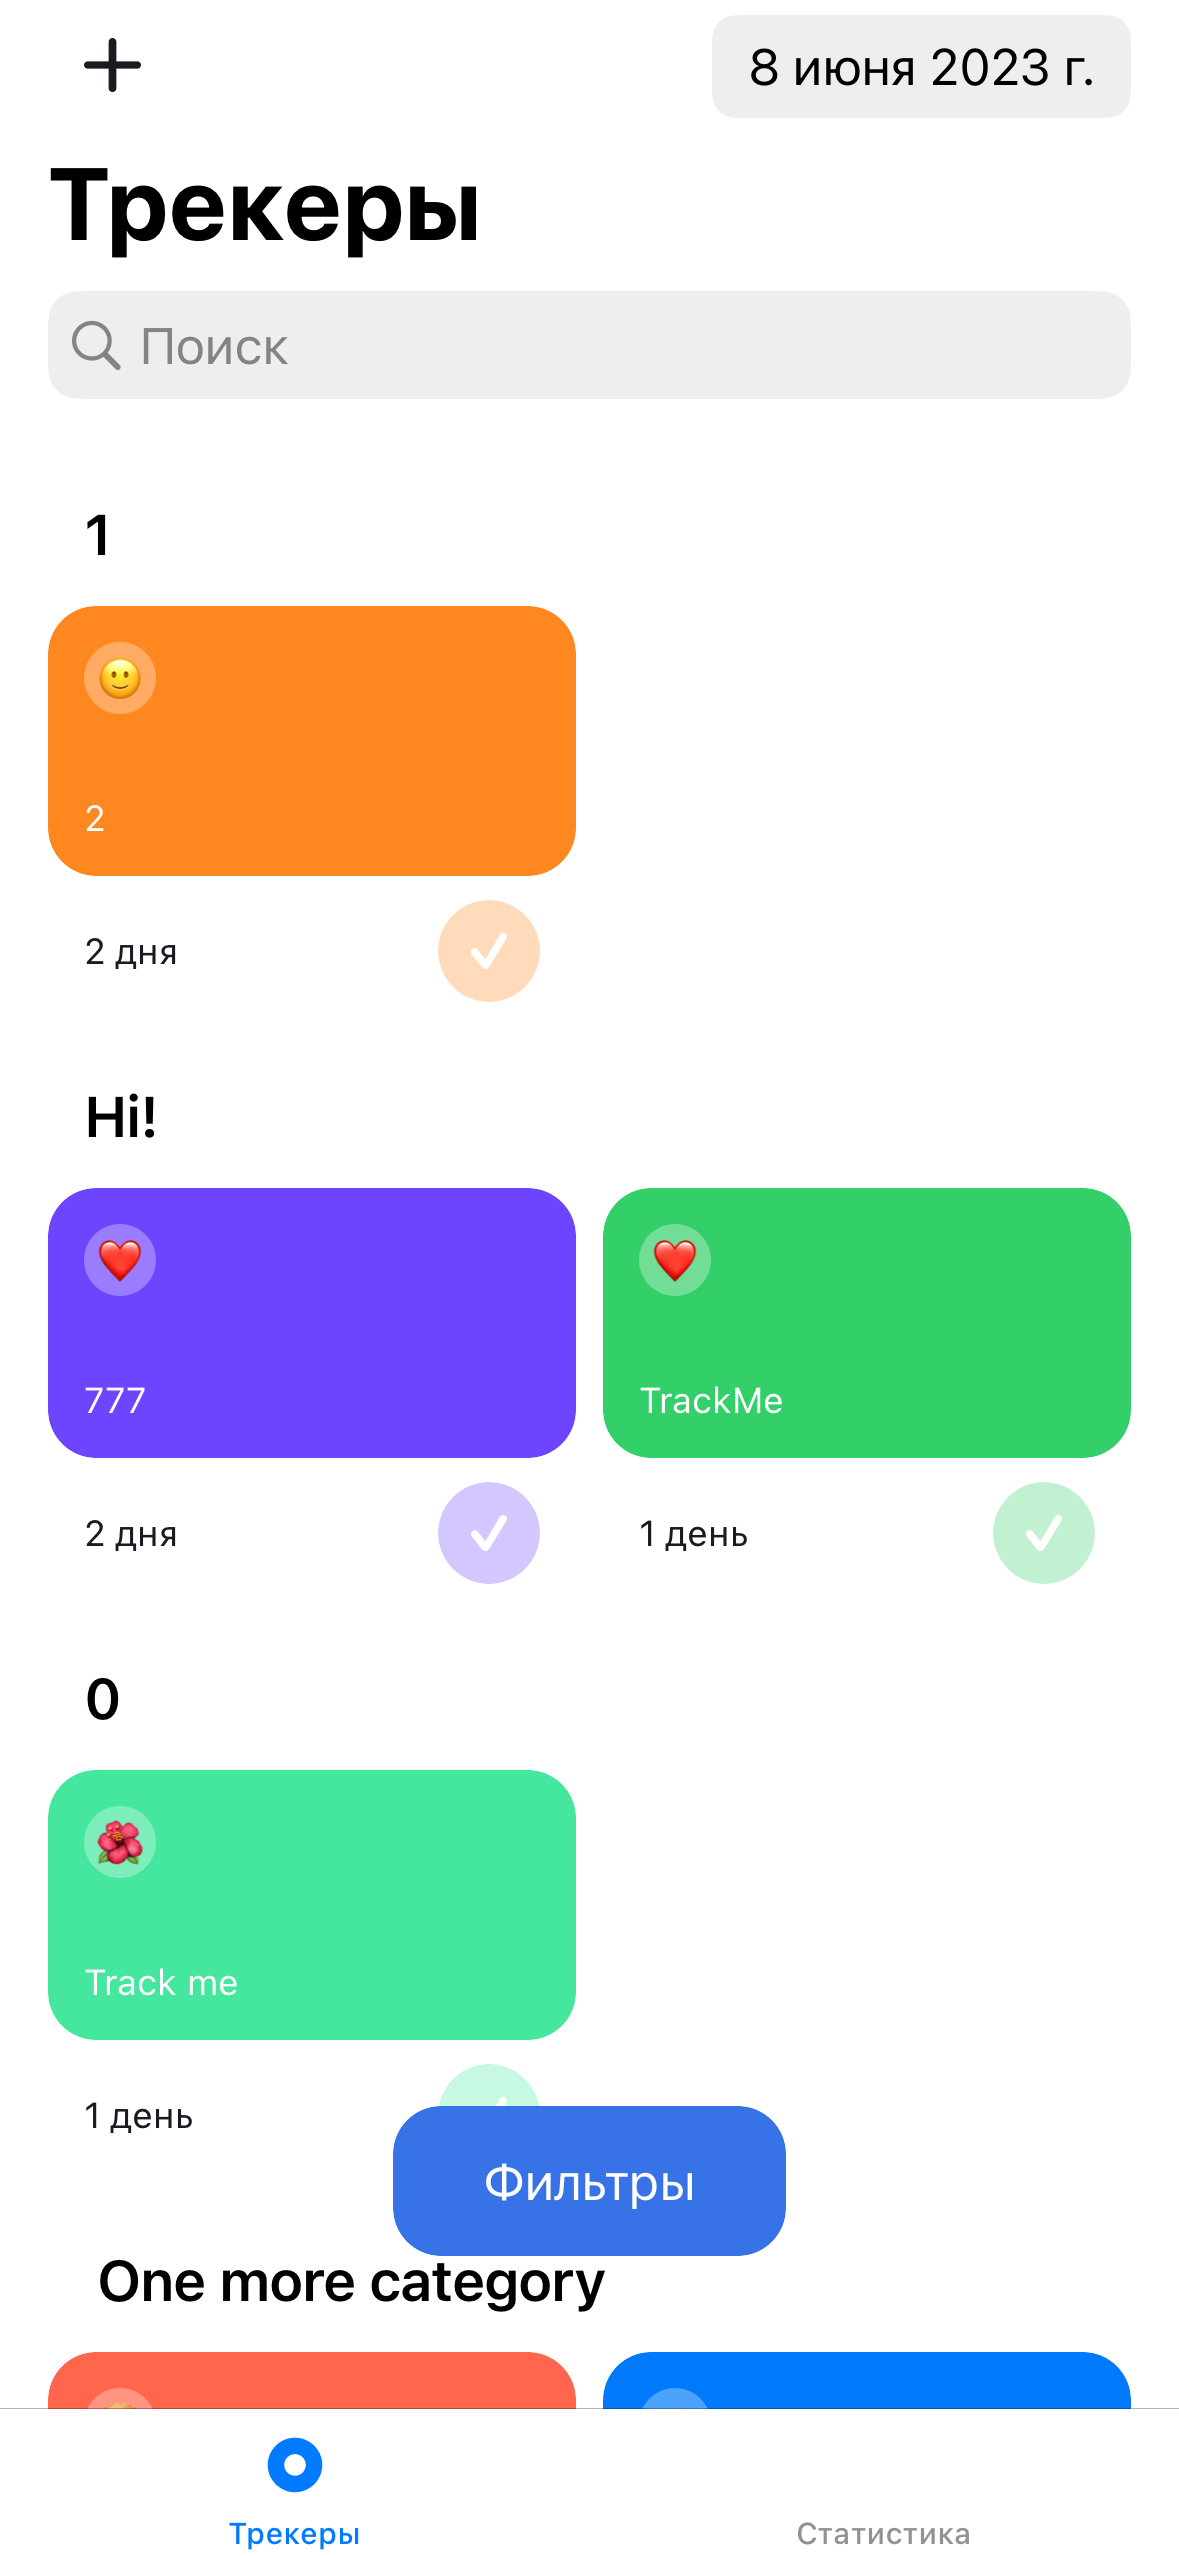 8 июня 2023 г.
Трекеры
Поиск
1
2
2 дня
Hi!
777
TrackMe
2 дня
1 день
0
Track me
1 день
Фильтры
One more category
Трекеры
Статистика